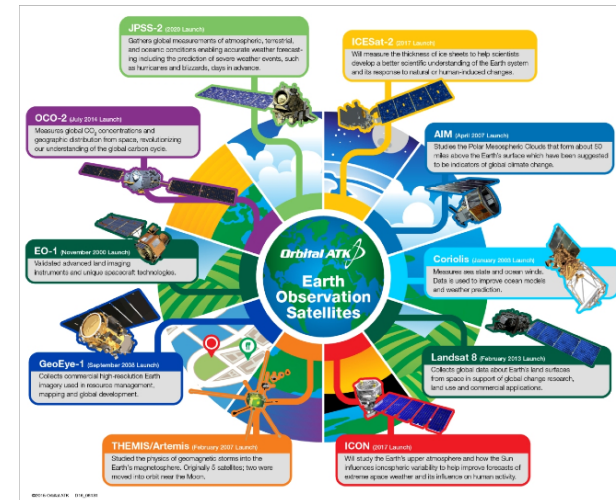 JPSS-2 (2020 Launch)
Gathers global measurements of atmospheric, terrestrial,
and oceanic conditions enabling accurate weather forecast-
ing including the prediction of severe weather events, such
as hurricanes and blizzards, days in advance.
ICESat-2 (2017 Launch)
Will measure the thickness of ice sheets to help scientists
develop a better scientific understanding of the Earth system
and its response to natural or human-induced changes.
OCO-2 (July 2014 Launch)
Measures global CO₂ concentrations and
geographic distribution from space, revolutionizing
our understanding of the global carbon cycle.
AIM (April 2007 Launch)
Studies the Polar Mesospheric Clouds that form about 50
miles above the Earth's surface which have been suggested
to be indicators of global climate change.
EO-1 (November 2000 Launch)
Validated advanced land imaging
instruments and unique spacecraft technologies.
Orbital ATK
Earth
Observation
Satellites
Coriolis (January 2003 Launch)
Measures sea state and ocean winds.
Data is used to improve ocean models
and weather prediction.
GeoEye-1 (September 2008 Launch)
Collects commercial high-resolution Earth
imagery used in resource management,
mapping and global development.
Landsat 8 (February 2013 Launch)
Collects global data about Earth's land surfaces
from space in support of global change research,
land use and commercial applications.
THEMIS/Artemis (February 2007 Launch)
Studied the physics of geomagnetic storms into the
Earth's magnetosphere. Originally 5 satellites; two were
moved into orbit near the Moon.
ICON (2017 Launch)
Will study the Earth's upper atmosphere and how the Sun
influences ionospheric variability to help improve forecasts of
extreme space weather and its influence on human activity.
©2016 Orbital ATK